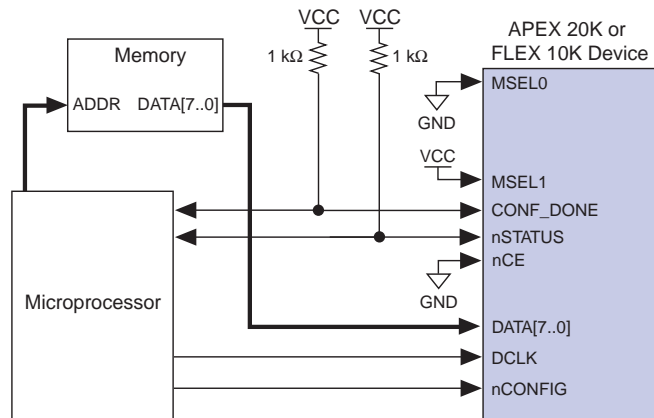 VCC VCC
1 kΩ 1 kΩ
APEX 20K or
FLEX 10K Device
Memory
ADDR DATA[7..0]
MSEL0
GND
VCC
MSEL1
CONF_DONE
nSTATUS
nCE
GND
Microprocessor
DATA[7..0]
DCLK
nCONFIG